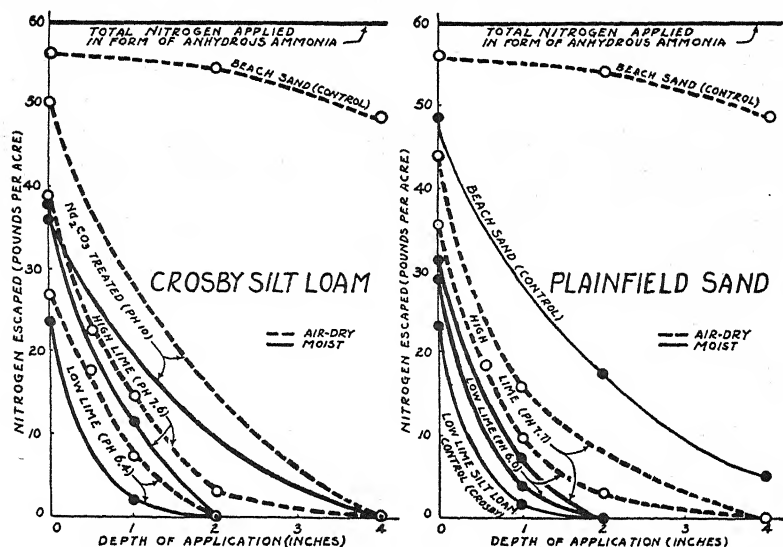 60
TOTAL NITROGEN APPLIED
IN FORM OF ANHYDROUS AMMONIA
BEACH SAND (CONTROL)
50
40
30
20
10
0
NITROGEN ESCAPED (POUNDS PER ACRE)
Na2CO3 TREATED (PH 10)
HIGH LIME (PH 7.6)
LOW LIME (PH 6.4)
CROSBY SILT LOAM
AIR-DRY
MOIST
0 1 2 3 4
DEPTH OF APPLICATION (INCHES)
60
TOTAL NITROGEN APPLIED
IN FORM OF ANHYDROUS AMMONIA
BEACH SAND (CONTROL)
50
40
30
20
10
0
NITROGEN ESCAPED (POUNDS PER ACRE)
BEACH SAND (CONTROL)
PLAINFIELD SAND
AIR-DRY
MOIST
HIGH LIME (PH 7.7)
LOW LIME (PH 6.0)
LOW LIME SILT LOAM
CONTROL (CROSBY)
0 1 2 3 4
DEPTH OF APPLICATION (INCHES)